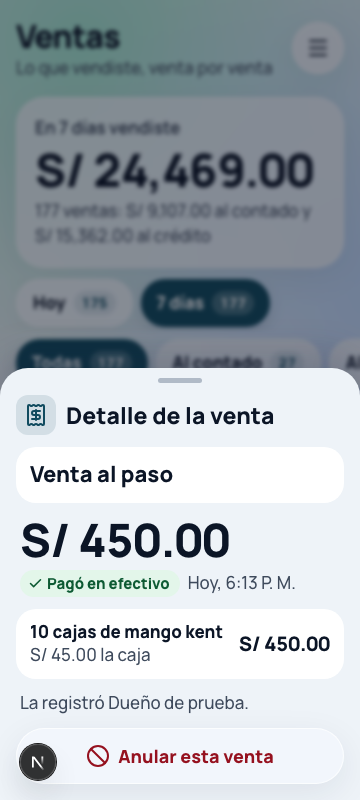 Ventas
Lo que vendiste, venta por venta
En 7 días vendiste
S/ 24,469.00
177 ventas: S/ 9,107.00 al contado y
S/ 15,362.00 al crédito
Hoy 175 7 días 177
Todas 177 Al contado 27
Detalle de la venta
Venta al paso
S/ 450.00
Pagó en efectivo Hoy, 6:13 P. M.
10 cajas de mango kent S/ 450.00
S/ 45.00 la caja
La registró Dueño de prueba.
N Anular esta venta